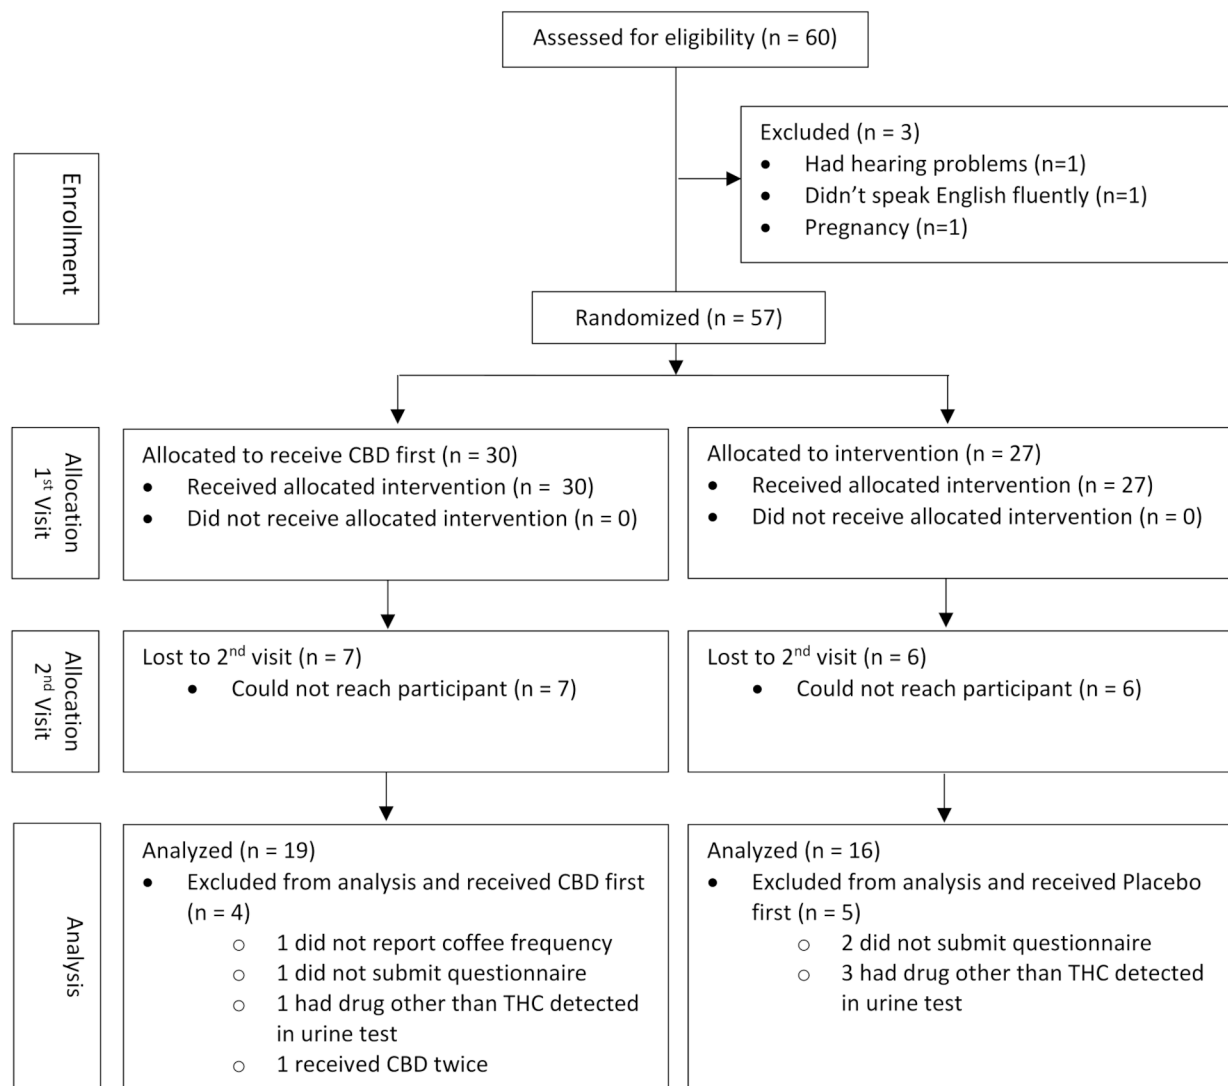 Assessed for eligibility (n = 60)
Enrollment
Excluded (n = 3)
• Had hearing problems (n=1)
• Didn’t speak English fluently (n=1)
• Pregnancy (n=1)
Randomized (n = 57)
Allocation
1st Visit
Allocated to receive CBD first (n = 30)
• Received allocated intervention (n =  30)
• Did not receive allocated intervention (n = 0)
Allocated to intervention (n = 27)
• Received allocated intervention (n = 27)
• Did not receive allocated intervention (n = 0)
Allocation
2nd Visit
Lost to 2nd visit (n = 7)
• Could not reach participant (n = 7)
Lost to 2nd visit (n = 6)
• Could not reach participant (n = 6)
Analysis
Analyzed (n = 19)
• Excluded from analysis and received CBD first
(n = 4)
○ 1 did not report coffee frequency
○ 1 did not submit questionnaire
○ 1 had drug other than THC detected
in urine test
○ 1 received CBD twice
Analyzed (n = 16)
• Excluded from analysis and received Placebo
first (n = 5)
○ 2 did not submit questionnaire
○ 3 had drug other than THC detected
in urine test